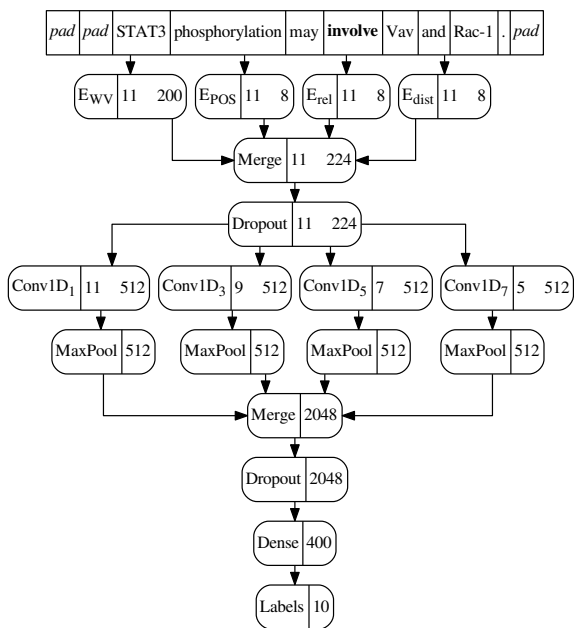 pad pad STAT3 phosphorylation may involve Vav and Rac-1 . pad
E_WV 11 200 E_POS 11 8 E_rel 11 8 E_dist 11 8
Merge 11 224
Dropout 11 224
Conv1D_1 11 512 Conv1D_3 9 512 Conv1D_5 7 512 Conv1D_7 5 512
MaxPool 512 MaxPool 512 MaxPool 512 MaxPool 512
Merge 2048
Dropout 2048
Dense 400
Labels 10